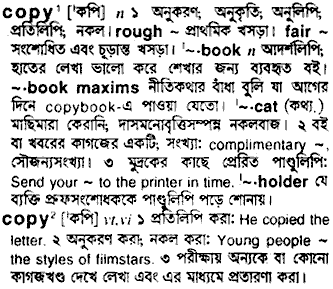 copy¹ [ˈকপি] n ১ অনুকরণ, অনুকৃতি; অনুলিপি,
প্রতিলিপি, নকল। rough ~ প্রাথমিক খসড়া। fair ~
সংশোধিত এবং চূড়ান্ত খসড়া। ˈ~·book n আদর্শলিপি;
হাতের লেখা ভালো করে শেখার জন্য ব্যবহৃত বই।
~·book maxims নীতিকথার বাঁধা বুলি যা আগের
দিনে copybook-এ পাওয়া যেতো। ˈ~·cat (কথ্য.)
মাছিমারা কেরানি; দাসমনোবৃত্তিসম্পন্ন নকলবাজ। ২ বই
বা খবরের কাগজের একটি; সংখ্যা: complimentary ~,
সৌজন্যসংখ্যা। ৩ মুদ্রকের কাছে প্রেরিত পাণ্ডুলিপি:
Send your ~ to the printer in time. ˈ~·holder যে
ব্যক্তি প্রুফসংশোধককে পাণ্ডুলিপি পড়ে শোনায়।
copy² [ˈকপি] vt,vi ১ প্রতিলিপি করা: He copied the
letter. ২ অনুকরণ করা; নকল করা: Young people ~
the styles of filmstars. ৩ পরীক্ষায় অন্যকে বা কোনো
কাগজখণ্ড দেখে লেখা এবং এর মাধ্যমে প্রতারণা করা।